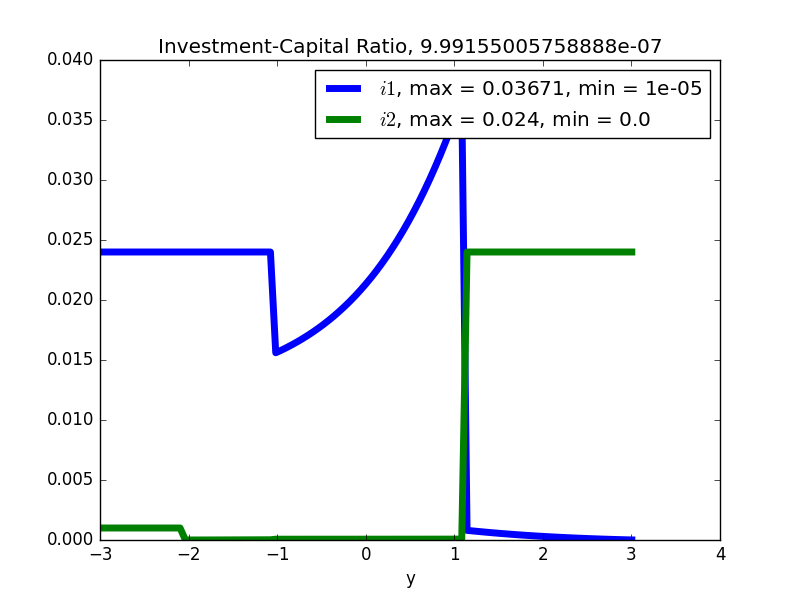 Investment-Capital Ratio, 9.99155005758888e-07
i1, max = 0.03671, min = 1e-05
i2, max = 0.024, min = 0.0
0.040
0.035
0.030
0.025
0.020
0.015
0.010
0.005
0.000
−3 −2 −1 0 1 2 3 4
y